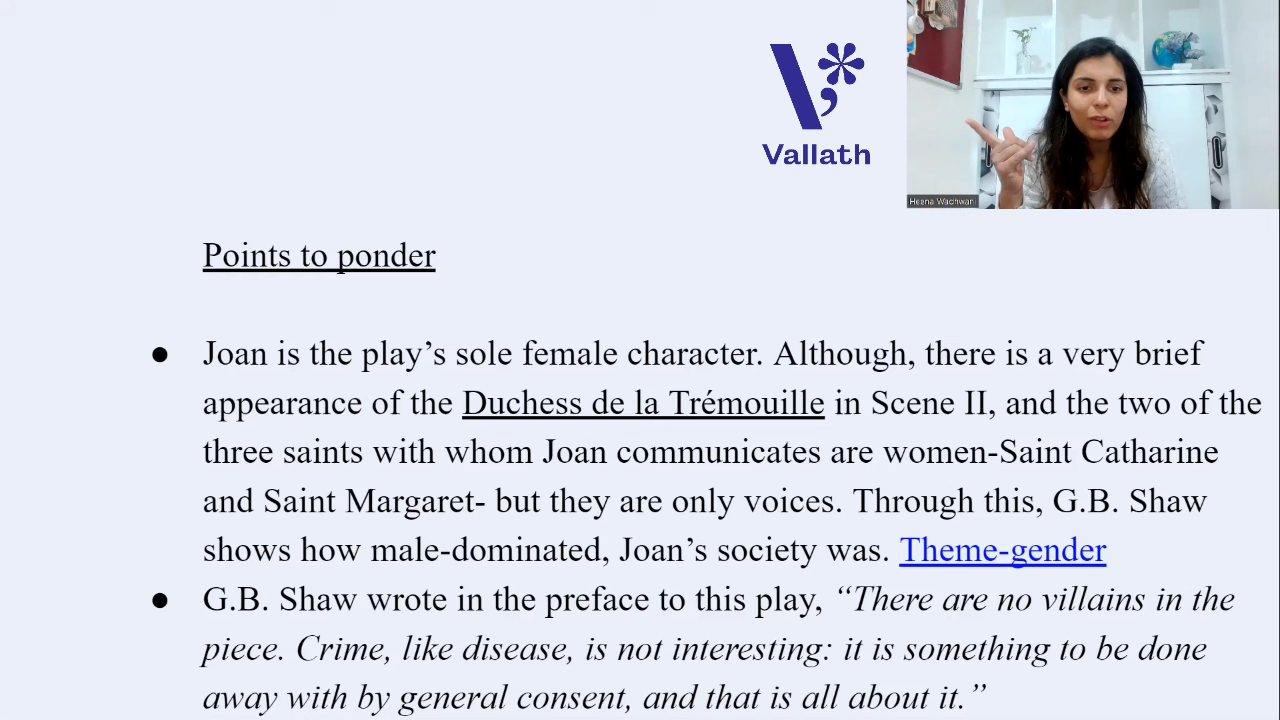 Vallath
Heena Wadhwani
Points to ponder
● Joan is the play’s sole female character. Although, there is a very brief
appearance of the Duchess de la Trémouille in Scene II, and the two of the
three saints with whom Joan communicates are women-Saint Catharine
and Saint Margaret- but they are only voices. Through this, G.B. Shaw
shows how male-dominated, Joan’s society was. Theme-gender
● G.B. Shaw wrote in the preface to this play, “There are no villains in the
piece. Crime, like disease, is not interesting: it is something to be done
away with by general consent, and that is all about it.”